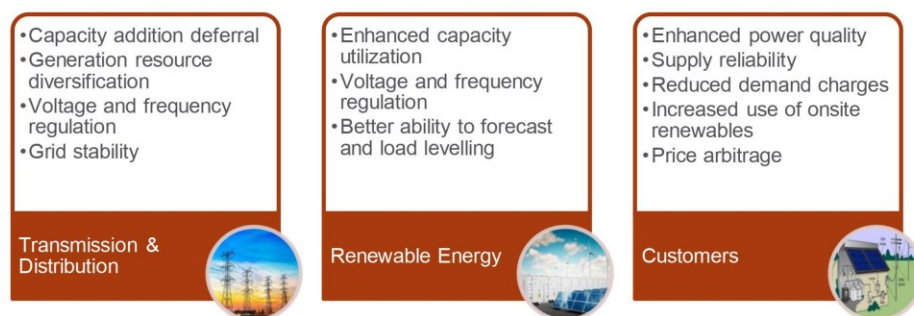 •Capacity addition deferral
•Generation resource
diversification
•Voltage and frequency
regulation
•Grid stability
Transmission &
Distribution
•Enhanced capacity
utilization
•Voltage and frequency
regulation
•Better ability to forecast
and load levelling
Renewable Energy
•Enhanced power quality
•Supply reliability
•Reduced demand charges
•Increased use of onsite
renewables
•Price arbitrage
Customers